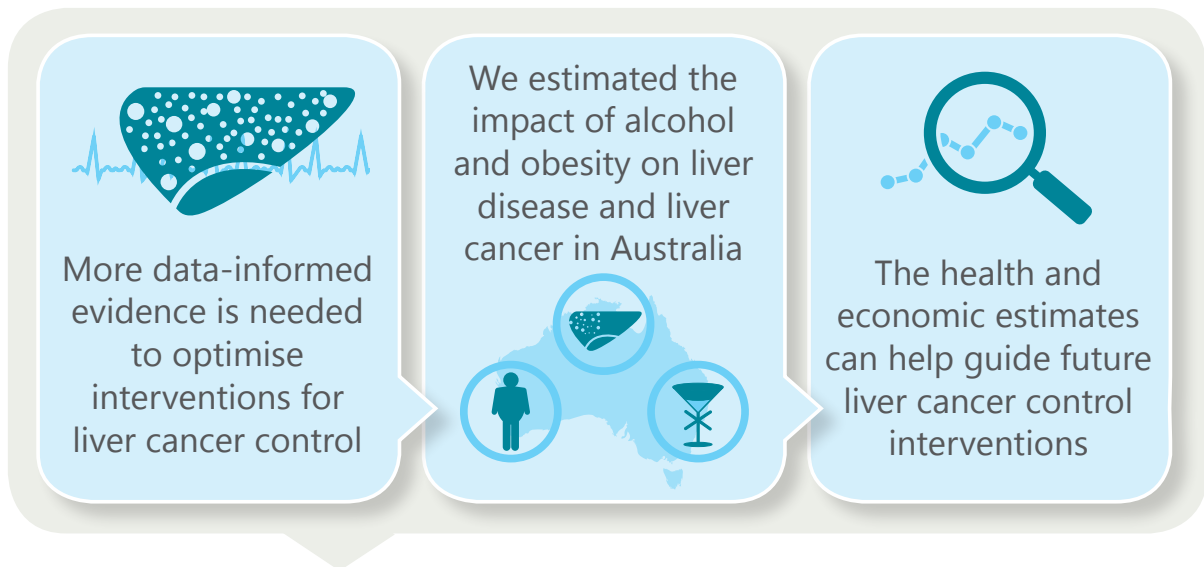 More data-informed
evidence is needed
to optimise
interventions for
liver cancer control
We estimated the
impact of alcohol
and obesity on liver
disease and liver
cancer in Australia
The health and
economic estimates
can help guide future
liver cancer control
interventions